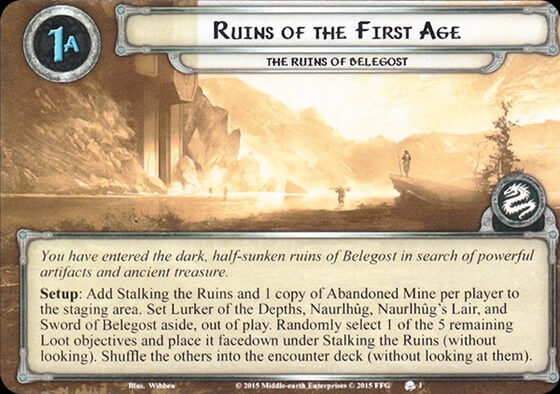 1A
RUINS OF THE FIRST AGE
THE RUINS OF BELEGOST
You have entered the dark, half-sunken ruins of Belegost in search of powerful
artifacts and ancient treasure.
Setup: Add Stalking the Ruins and 1 copy of Abandoned Mine per player to
the staging area. Set Lurker of the Depths, Naurlhûg, Naurlhûg's Lair, and
Sword of Belegost aside, out of play. Randomly select 1 of the 5 remaining
Loot objectives and place it facedown under Stalking the Ruins (without
looking). Shuffle the others into the encounter deck (without looking at them).
Illus. Wibben © 2015 Middle-earth Enterprises © 2015 FFG 1